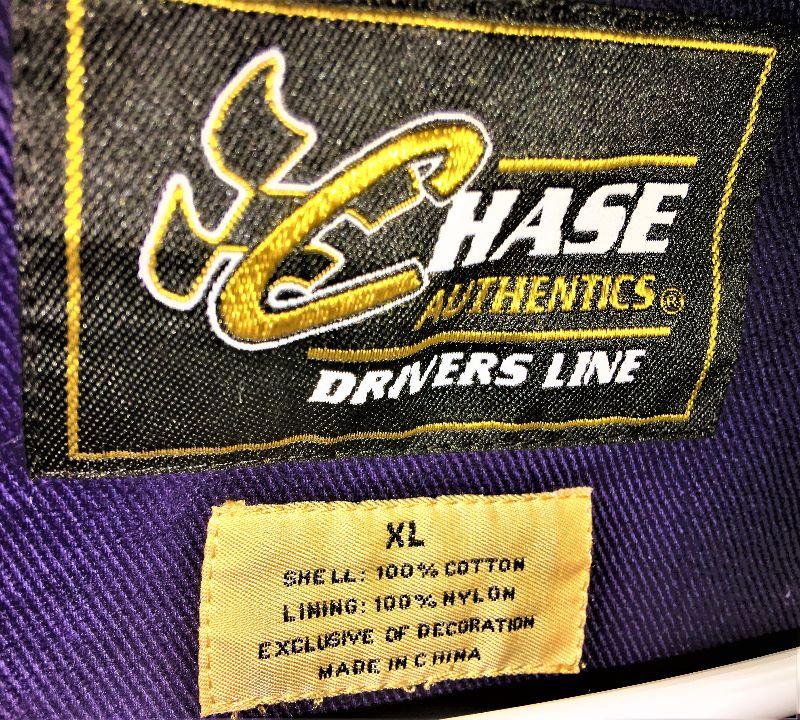 CHASE
AUTHENTICS®
DRIVERS LINE
XL
SHELL: 100% COTTON
LINING: 100% NYLON
EXCLUSIVE OF DECORATION
MADE IN CHINA